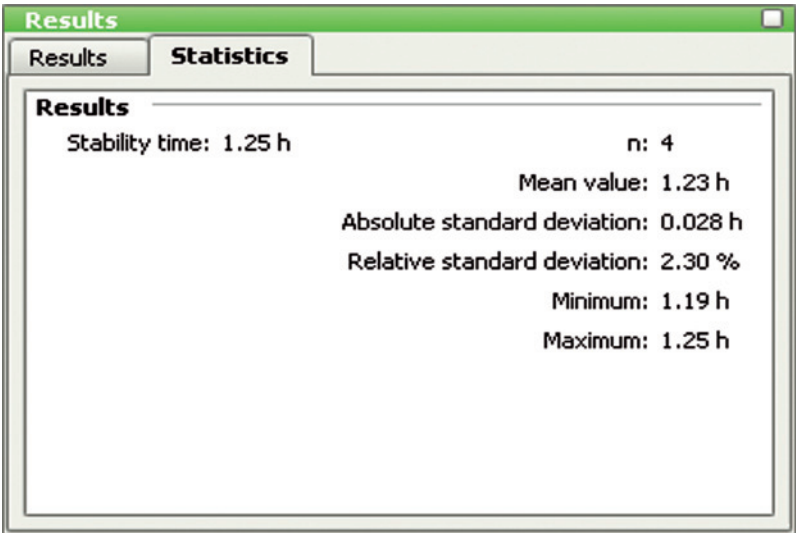 Results
Results Statistics
Results
Stability time: 1.25 h n: 4
Mean value: 1.23 h
Absolute standard deviation: 0.028 h
Relative standard deviation: 2.30 %
Minimum: 1.19 h
Maximum: 1.25 h